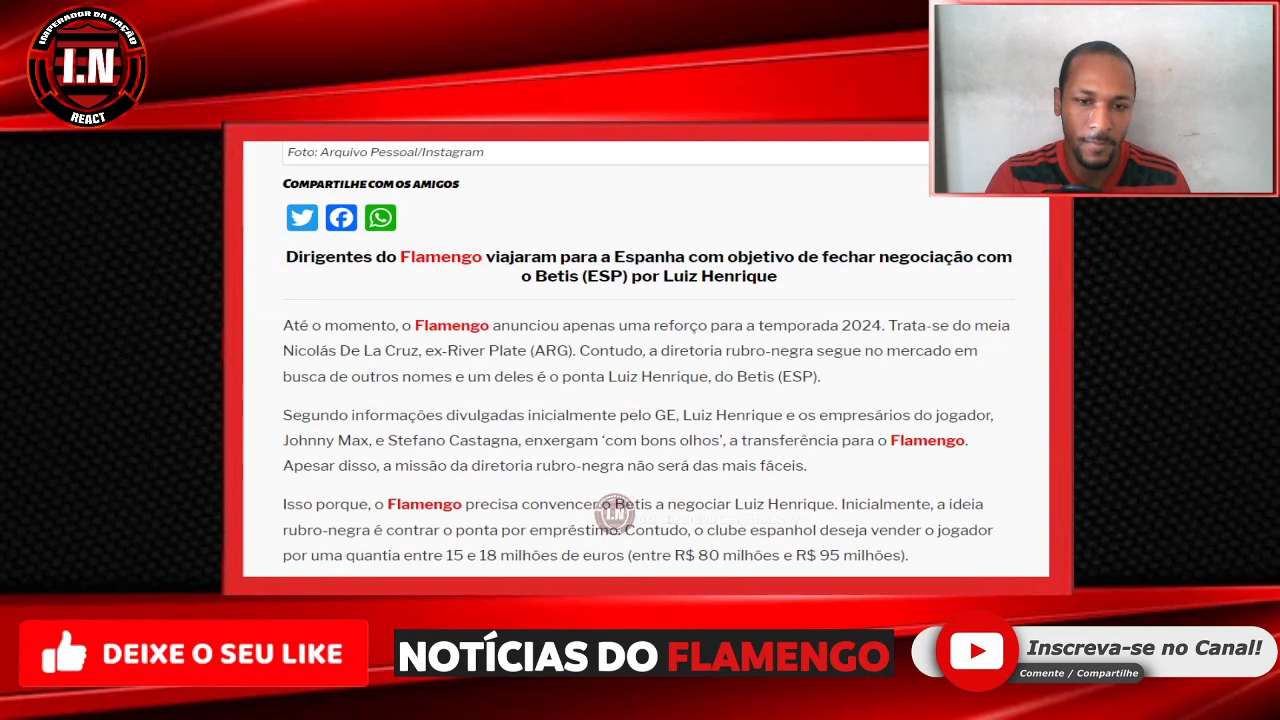 IMPERADOR DA NAÇÃO
I.N
REACT
Foto: Arquivo Pessoal/Instagram
COMPARTILHE COM OS AMIGOS
Dirigentes do Flamengo viajaram para a Espanha com objetivo de fechar negociação com
o Betis (ESP) por Luiz Henrique
Até o momento, o Flamengo anunciou apenas uma reforço para a temporada 2024. Trata-se do meia
Nicolás De La Cruz, ex-River Plate (ARG). Contudo, a diretoria rubro-negra segue no mercado em
busca de outros nomes e um deles é o ponta Luiz Henrique, do Betis (ESP).
Segundo informações divulgadas inicialmente pelo GE, Luiz Henrique e os empresários do jogador,
Johnny Max, e Stefano Castagna, enxergam ‘com bons olhos’, a transferência para o Flamengo.
Apesar disso, a missão da diretoria rubro-negra não será das mais fáceis.
Isso porque, o Flamengo precisa convencer o Betis a negociar Luiz Henrique. Inicialmente, a ideia
rubro-negra é contrar o ponta por empréstimo. Contudo, o clube espanhol deseja vender o jogador
por uma quantia entre 15 e 18 milhões de euros (entre R$ 80 milhões e R$ 95 milhões).
I.N
DEIXE O SEU LIKE
NOTÍCIAS DO FLAMENGO
Inscreva-se no Canal!
Comente / Compartilhe